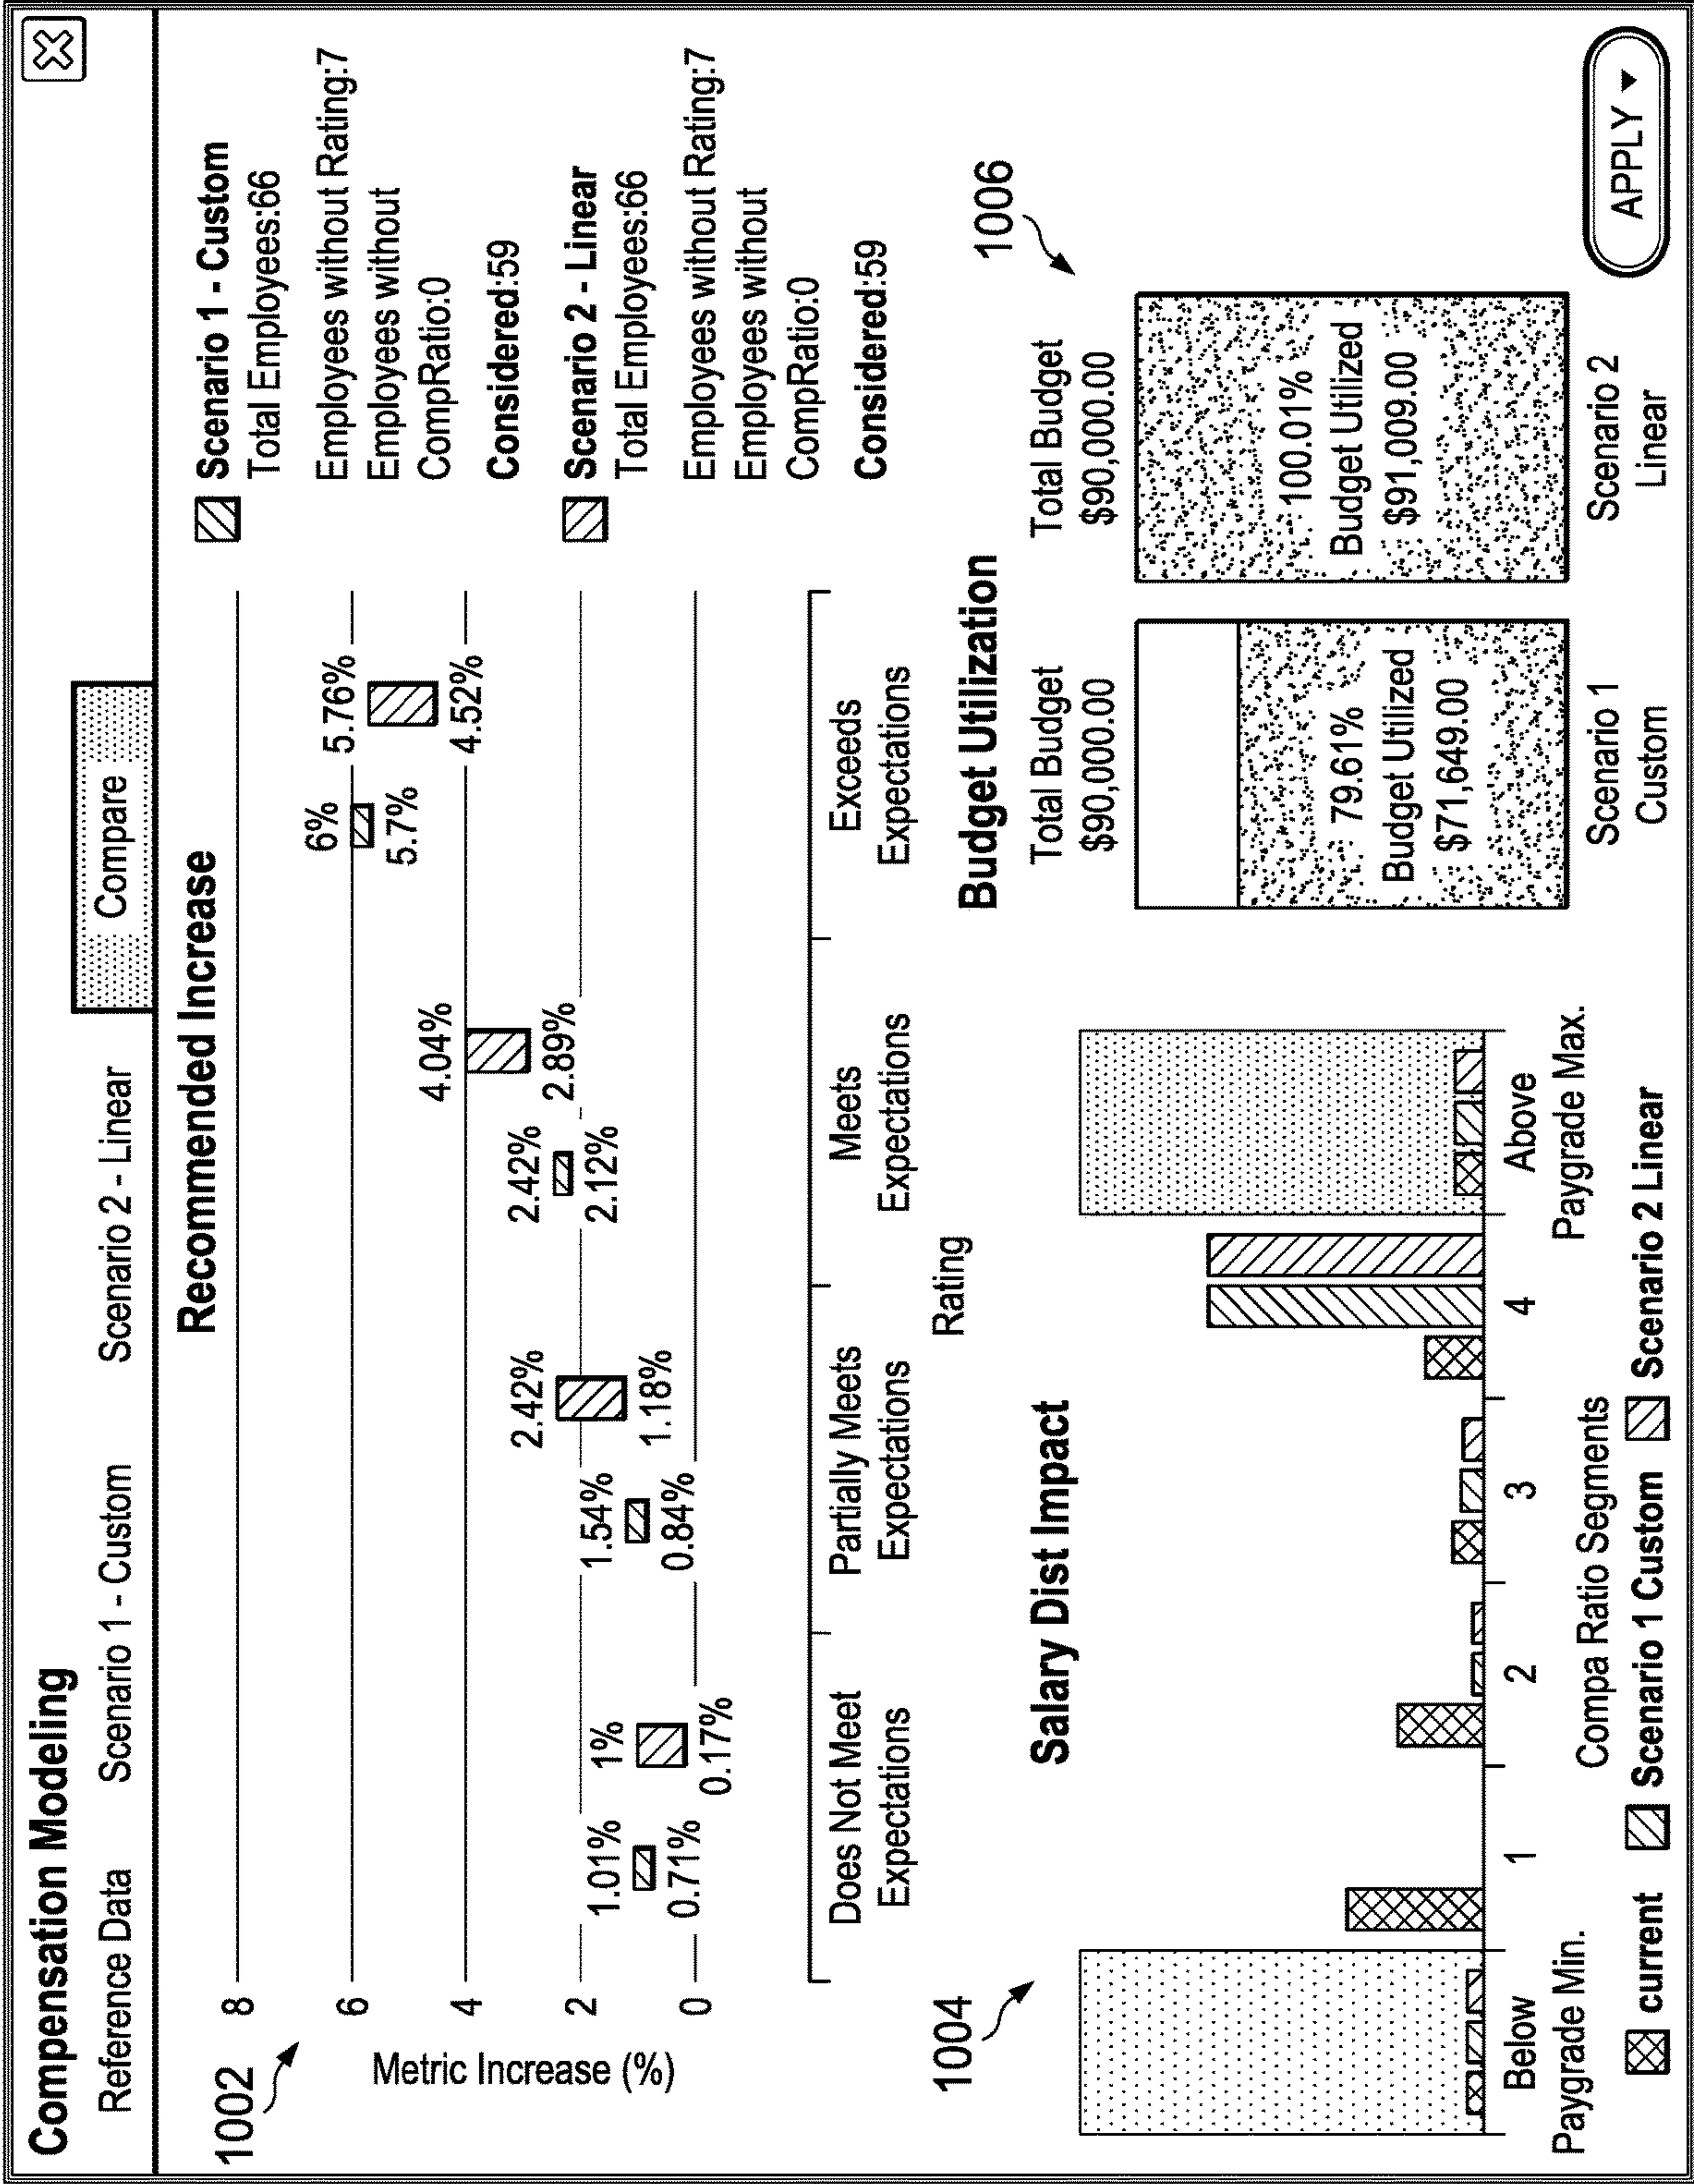 Compensation Modeling
Reference Data
Scenario 1 - Custom
Scenario 2 - Linear
Compare
Recommended Increase
1002
Metric Increase (%)
8
6
4
2
0
1.01%
0.71%
1%
0.17%
1.54%
0.84%
2.42%
1.18%
2.42%
2.12%
4.04%
2.89%
6%
5.7%
5.76%
4.52%
Does Not Meet
Expectations
Partially Meets
Expectations
Meets
Expectations
Exceeds
Expectations
Rating
Scenario 1 - Custom
Total Employees:66
Employees without Rating:7
Employees without
CompRatio:0
Considered:59
Scenario 2 - Linear
Total Employees:66
Employees without Rating:7
Employees without
CompRatio:0
Considered:59
1004
Salary Dist Impact
Below
Paygrade Min.
1
2
3
4
Above
Paygrade Max.
Compa Ratio Segments
current
Scenario 1 Custom
Scenario 2 Linear
Budget Utilization
1006
Total Budget
$90,000.00
79.61%
Budget Utilized
$71,649.00
Scenario 1
Custom
Total Budget
$90,000.00
100.01%
Budget Utilized
$91,009.00
Scenario 2
Linear
APPLY